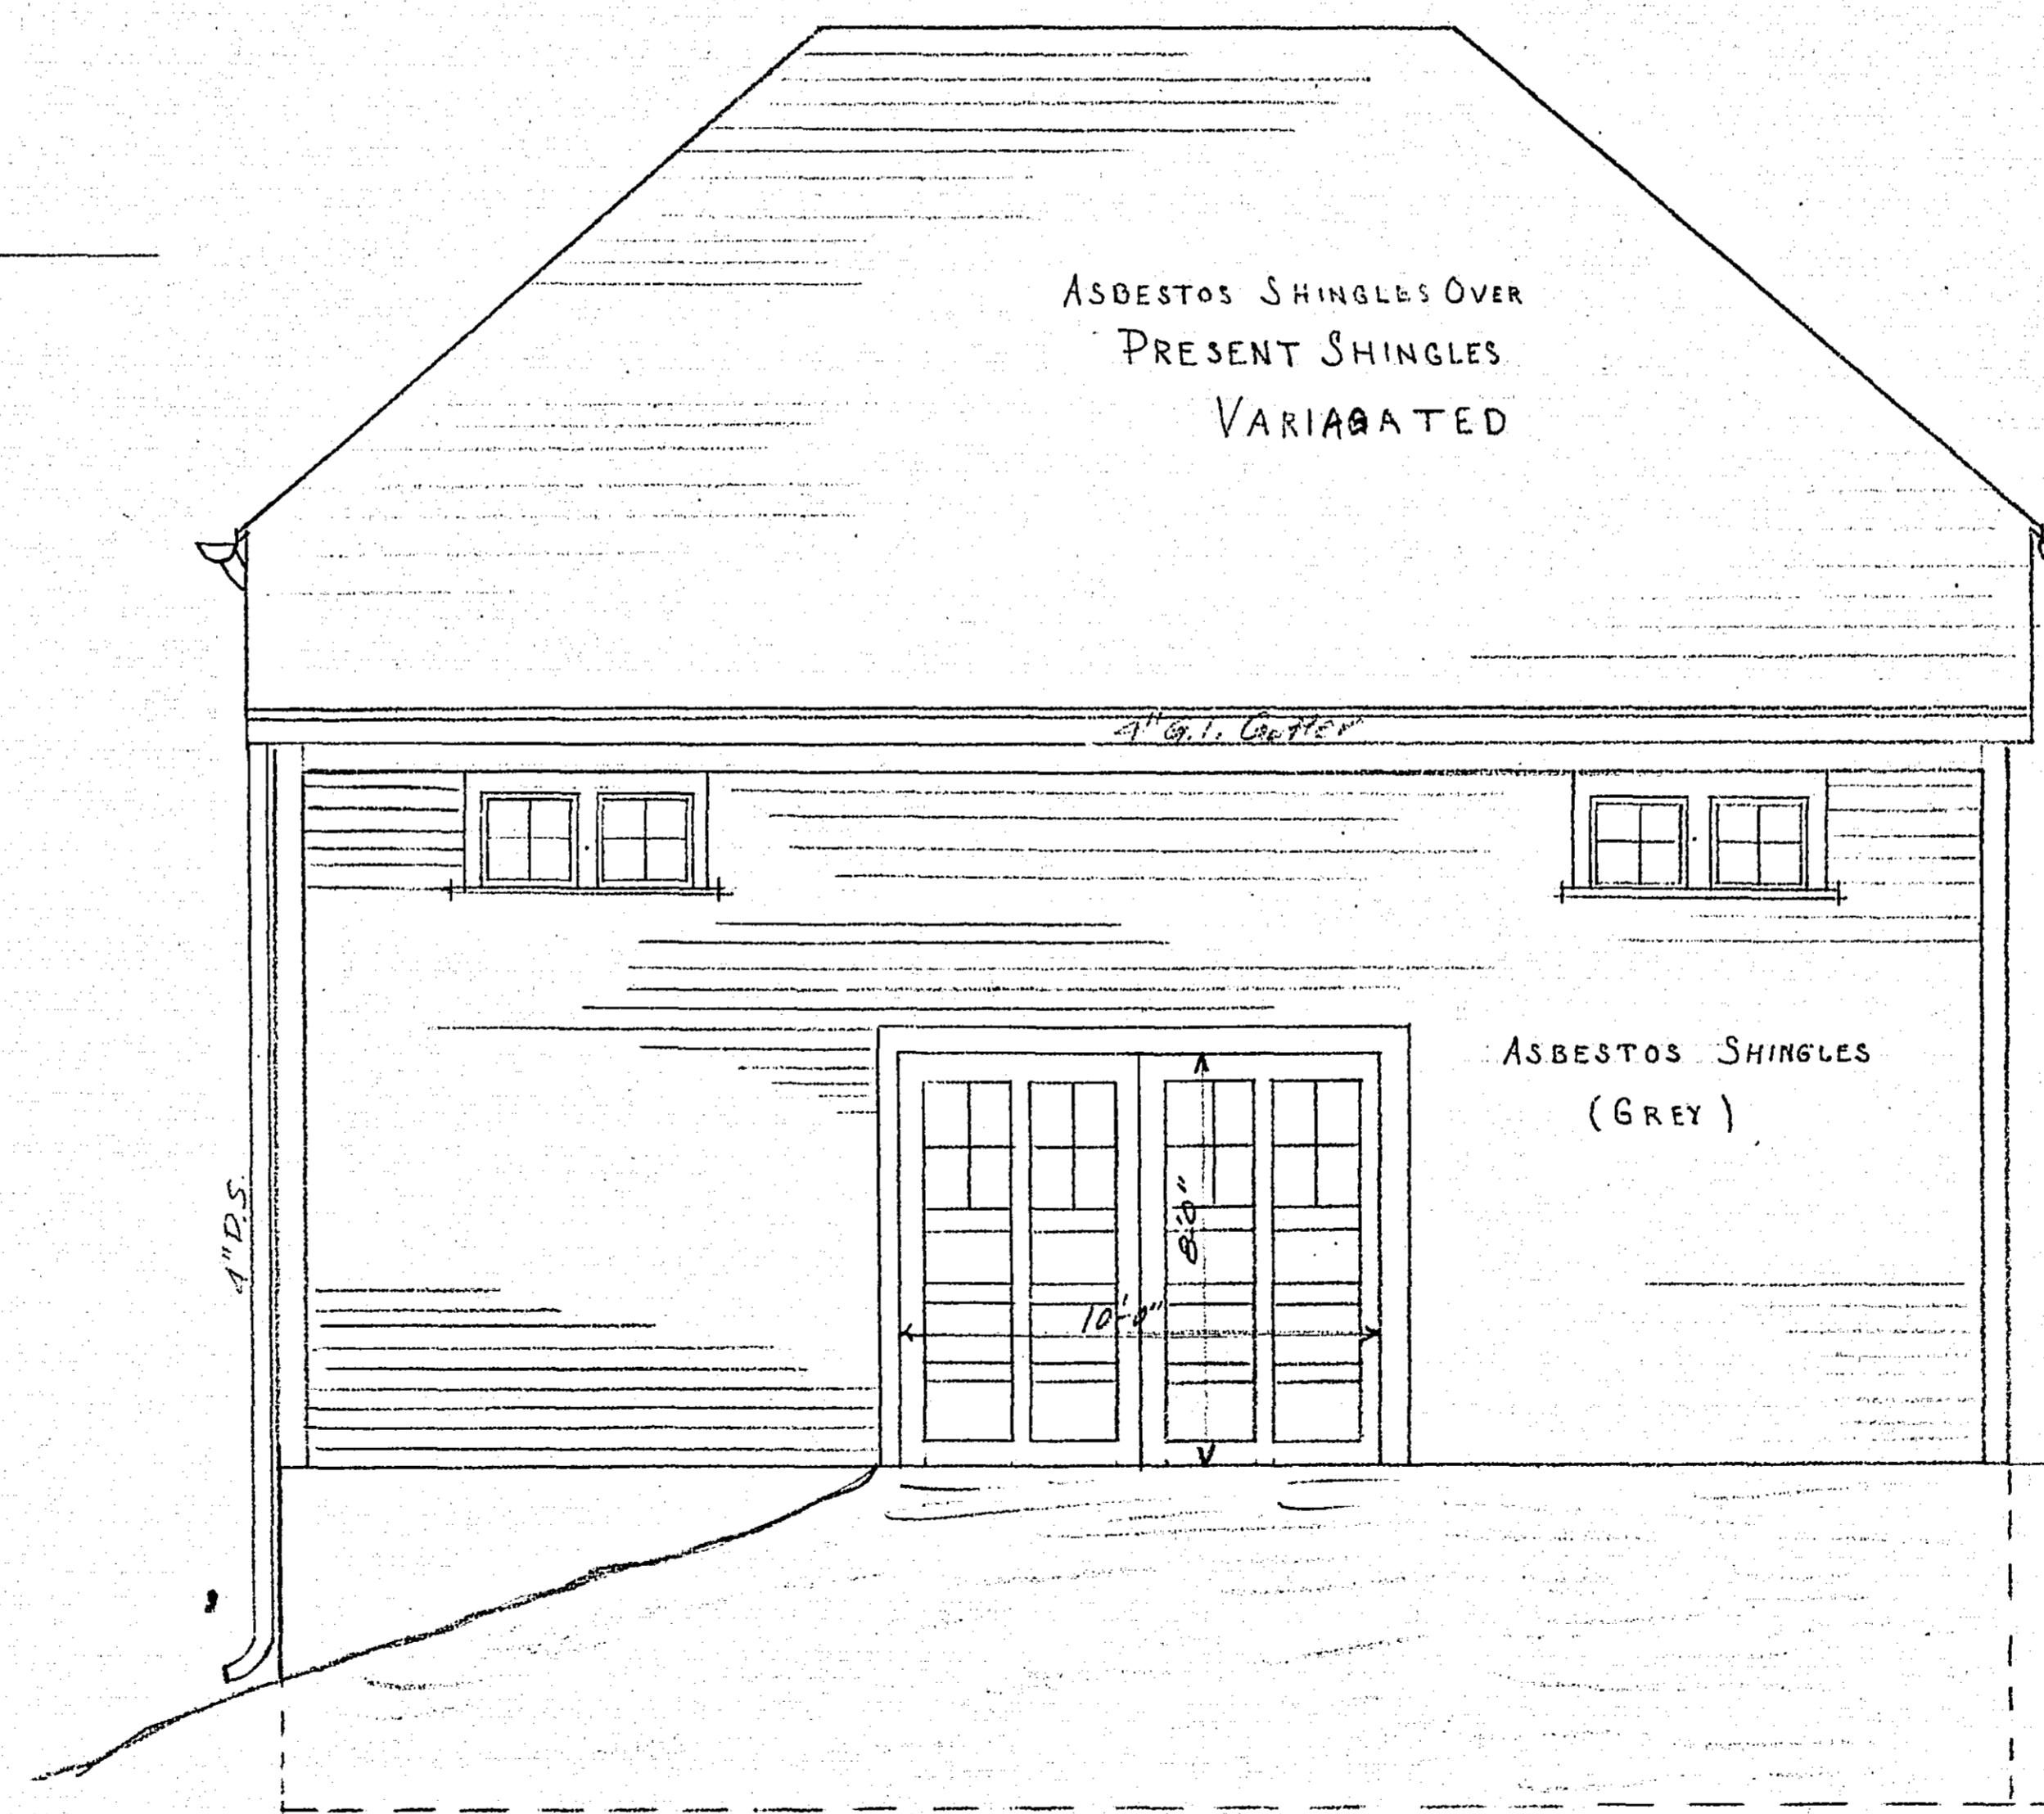 ASBESTOS SHINGLES OVER
PRESENT SHINGLES
VARIAGATED
4" G.I. Gutter
ASBESTOS SHINGLES
(GREY)
4" D.S.
8'-0"
10'-0"